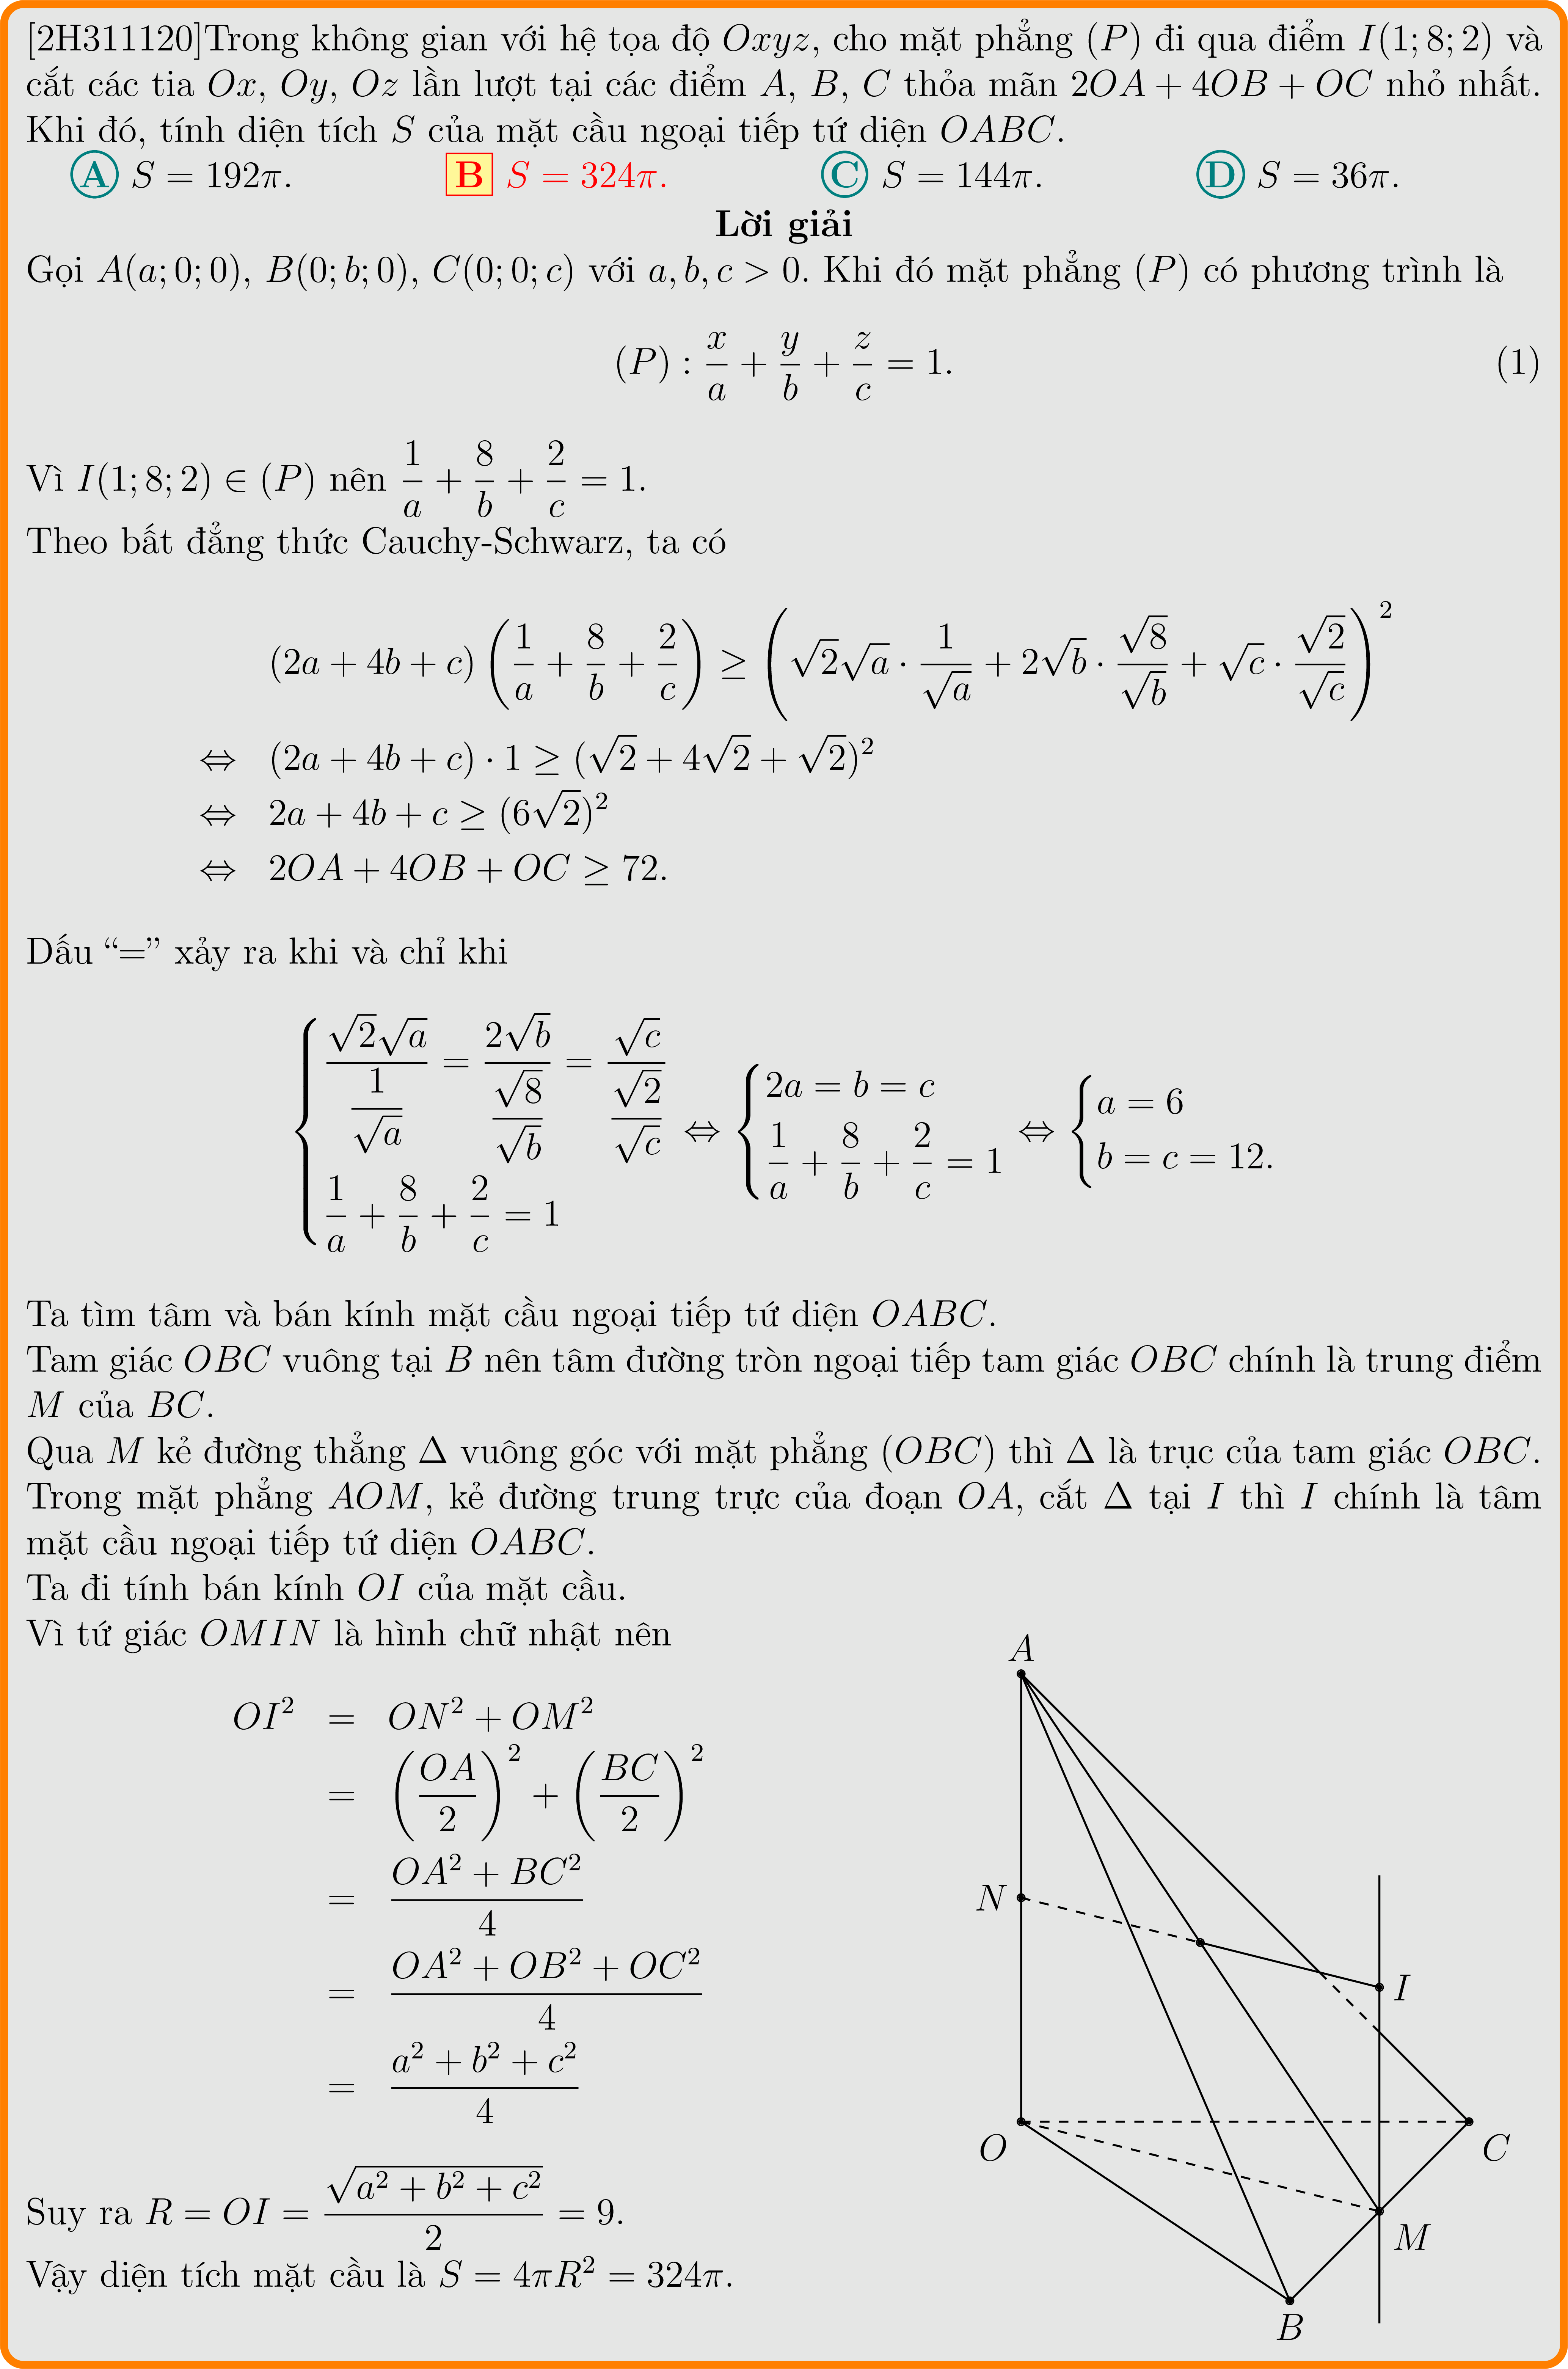 [2H311120]Trong không gian với hệ tọa độ $Oxyz$, cho mặt phẳng $(P)$ đi qua điểm $I(1;8;2)$ và
cắt các tia $Ox$, $Oy$, $Oz$ lần lượt tại các điểm $A$, $B$, $C$ thỏa mãn $2OA + 4OB + OC$ nhỏ nhất.
Khi đó, tính diện tích $S$ của mặt cầu ngoại tiếp tứ diện $OABC$.
A $S = 192\pi$. B $S = 324\pi$. C $S = 144\pi$. D $S = 36\pi$.
Lời giải
Gọi $A(a;0;0)$, $B(0;b;0)$, $C(0;0;c)$ với $a, b, c > 0$. Khi đó mặt phẳng $(P)$ có phương trình là
$(P) : \frac{x}{a} + \frac{y}{b} + \frac{z}{c} = 1.$ (1)
Vì $I(1;8;2) \in (P)$ nên $\frac{1}{a} + \frac{8}{b} + \frac{2}{c} = 1$.
Theo bất đẳng thức Cauchy-Schwarz, ta có
$(2a + 4b + c)\left(\frac{1}{a} + \frac{8}{b} + \frac{2}{c}\right) \geq \left(\sqrt{2}\sqrt{a} \cdot \frac{1}{\sqrt{a}} + 2\sqrt{b} \cdot \frac{\sqrt{8}}{\sqrt{b}} + \sqrt{c} \cdot \frac{\sqrt{2}}{\sqrt{c}}\right)^2$
$\Leftrightarrow (2a + 4b + c) \cdot 1 \geq (\sqrt{2} + 4\sqrt{2} + \sqrt{2})^2$
$\Leftrightarrow 2a + 4b + c \geq (6\sqrt{2})^2$
$\Leftrightarrow 2OA + 4OB + OC \geq 72.$
Dấu “=” xảy ra khi và chỉ khi
$\begin{cases} \frac{\sqrt{2}\sqrt{a}}{\frac{1}{\sqrt{a}}} = \frac{2\sqrt{b}}{\frac{\sqrt{8}}{\sqrt{b}}} = \frac{\sqrt{c}}{\frac{\sqrt{2}}{\sqrt{c}}} \\ \frac{1}{a} + \frac{8}{b} + \frac{2}{c} = 1 \end{cases} \Leftrightarrow \begin{cases} 2a = b = c \\ \frac{1}{a} + \frac{8}{b} + \frac{2}{c} = 1 \end{cases} \Leftrightarrow \begin{cases} a = 6 \\ b = c = 12. \end{cases}$
Ta tìm tâm và bán kính mặt cầu ngoại tiếp tứ diện $OABC$.
Tam giác $OBC$ vuông tại $B$ nên tâm đường tròn ngoại tiếp tam giác $OBC$ chính là trung điểm
$M$ của $BC$.
Qua $M$ kẻ đường thẳng $\Delta$ vuông góc với mặt phẳng $(OBC)$ thì $\Delta$ là trục của tam giác $OBC$.
Trong mặt phẳng $AOM$, kẻ đường trung trực của đoạn $OA$, cắt $\Delta$ tại $I$ thì $I$ chính là tâm
mặt cầu ngoại tiếp tứ diện $OABC$.
Ta đi tính bán kính $OI$ của mặt cầu.
Vì tứ giác $OMIN$ là hình chữ nhật nên
$OI^2 = ON^2 + OM^2$
$= \left(\frac{OA}{2}\right)^2 + \left(\frac{BC}{2}\right)^2$
$= \frac{OA^2 + BC^2}{4}$
$= \frac{OA^2 + OB^2 + OC^2}{4}$
$= \frac{a^2 + b^2 + c^2}{4}$
Suy ra $R = OI = \frac{\sqrt{a^2 + b^2 + c^2}}{2} = 9$.
Vậy diện tích mặt cầu là $S = 4\pi R^2 = 324\pi$.
A
N
I
O
C
M
B